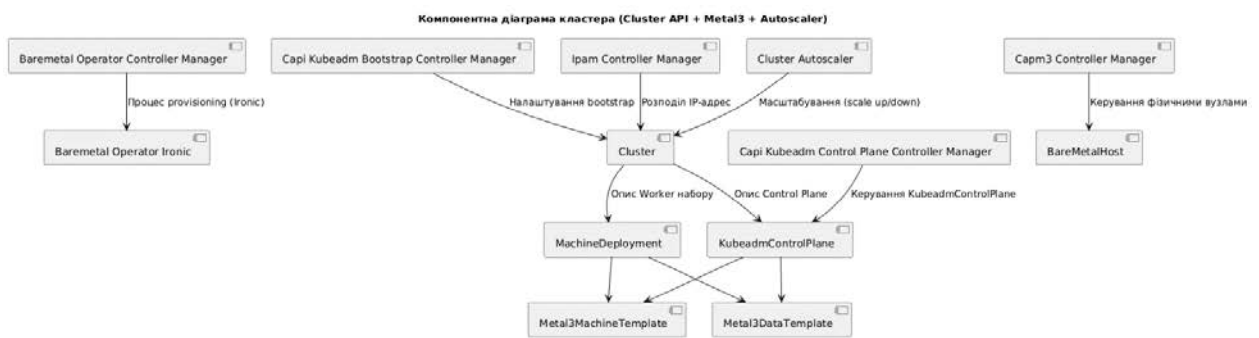 Компонентна діаграма кластера (Cluster API + Metal3 + Autoscaler)
Baremetal Operator Controller Manager
Capi Kubeadm Bootstrap Controller Manager
Ipam Controller Manager
Cluster Autoscaler
Capm3 Controller Manager
Процес provisioning (Ironic)
Налаштування bootstrap
Розподіл IP-адрес
Масштабування (scale up/down)
Керування фізичними вузлами
Baremetal Operator Ironic
Cluster
Capi Kubeadm Control Plane Controller Manager
BareMetalHost
Опис Worker набору
Опис Control Plane
Керування KubeadmControlPlane
MachineDeployment
KubeadmControlPlane
Metal3MachineTemplate
Metal3DataTemplate